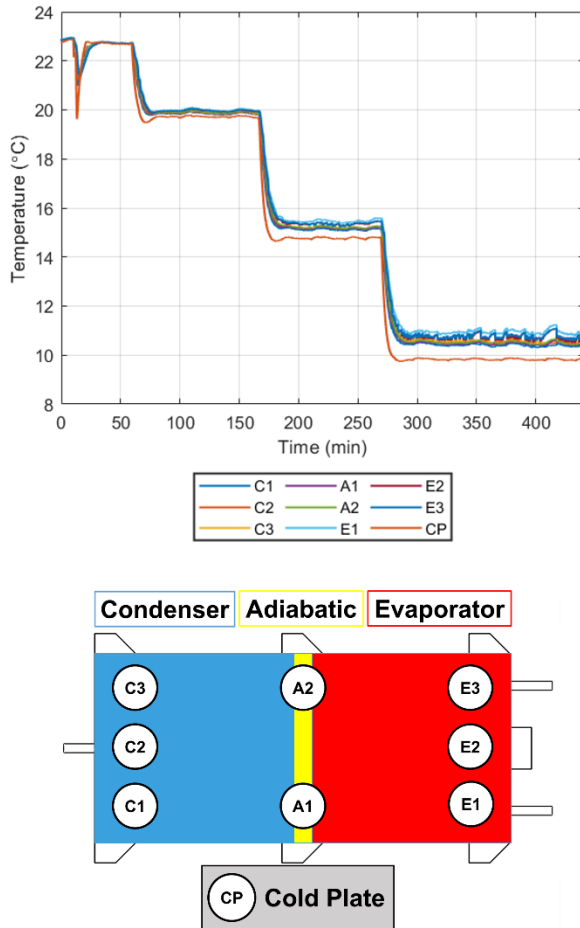 24
22
20
18
16
14
12
10
8
Temperature (°C)
0 50 100 150 200 250 300 350 400
Time (min)
C1 A1 E2
C2 A2 E3
C3 E1 CP
Condenser Adiabatic Evaporator
C3 A2 E3
C2 E2
C1 A1 E1
CP Cold Plate